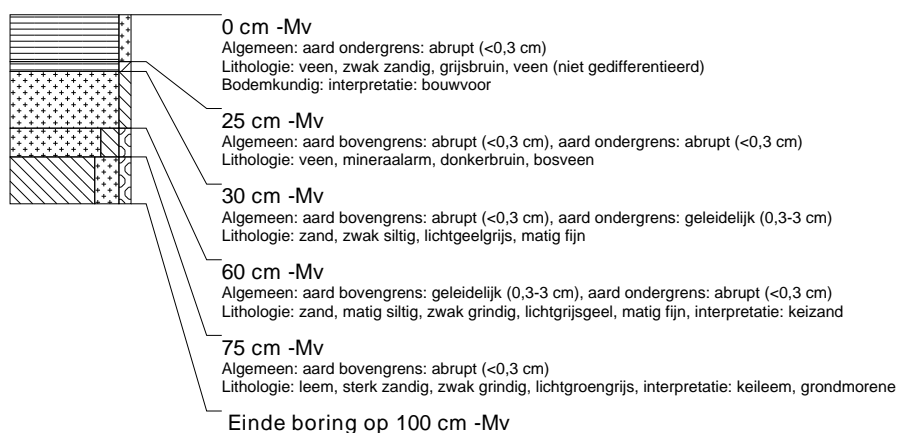 0 cm -Mv
Algemeen: aard ondergrens: abrupt (<0,3 cm)
Lithologie: veen, zwak zandig, grijsbruin, veen (niet gedifferentieerd)
Bodemkundig: interpretatie: bouwvoor
25 cm -Mv
Algemeen: aard bovengrens: abrupt (<0,3 cm), aard ondergrens: abrupt (<0,3 cm)
Lithologie: veen, mineraalarm, donkerbruin, bosveen
30 cm -Mv
Algemeen: aard bovengrens: abrupt (<0,3 cm), aard ondergrens: geleidelijk (0,3-3 cm)
Lithologie: zand, zwak siltig, lichtgeelgrijs, matig fijn
60 cm -Mv
Algemeen: aard bovengrens: geleidelijk (0,3-3 cm), aard ondergrens: abrupt (<0,3 cm)
Lithologie: zand, matig siltig, zwak grindig, lichtgrijsgeel, matig fijn, interpretatie: keizand
75 cm -Mv
Algemeen: aard bovengrens: abrupt (<0,3 cm)
Lithologie: leem, sterk zandig, zwak grindig, lichtgroengrijs, interpretatie: keileem, grondmorene
Einde boring op 100 cm -Mv